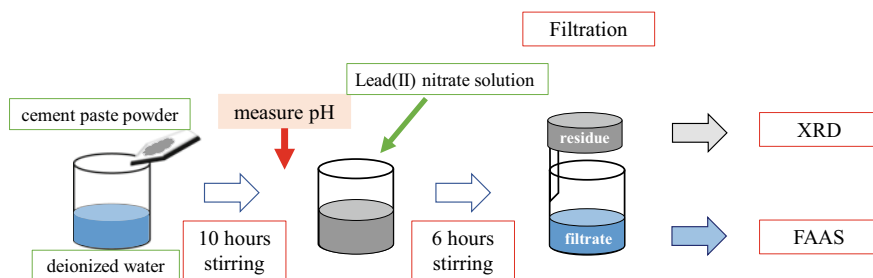 Filtration
Lead(II) nitrate solution
cement paste powder
measure pH
residue
XRD
10 hours
stirring
6 hours
stirring
filtrate
FAAS
deionized water